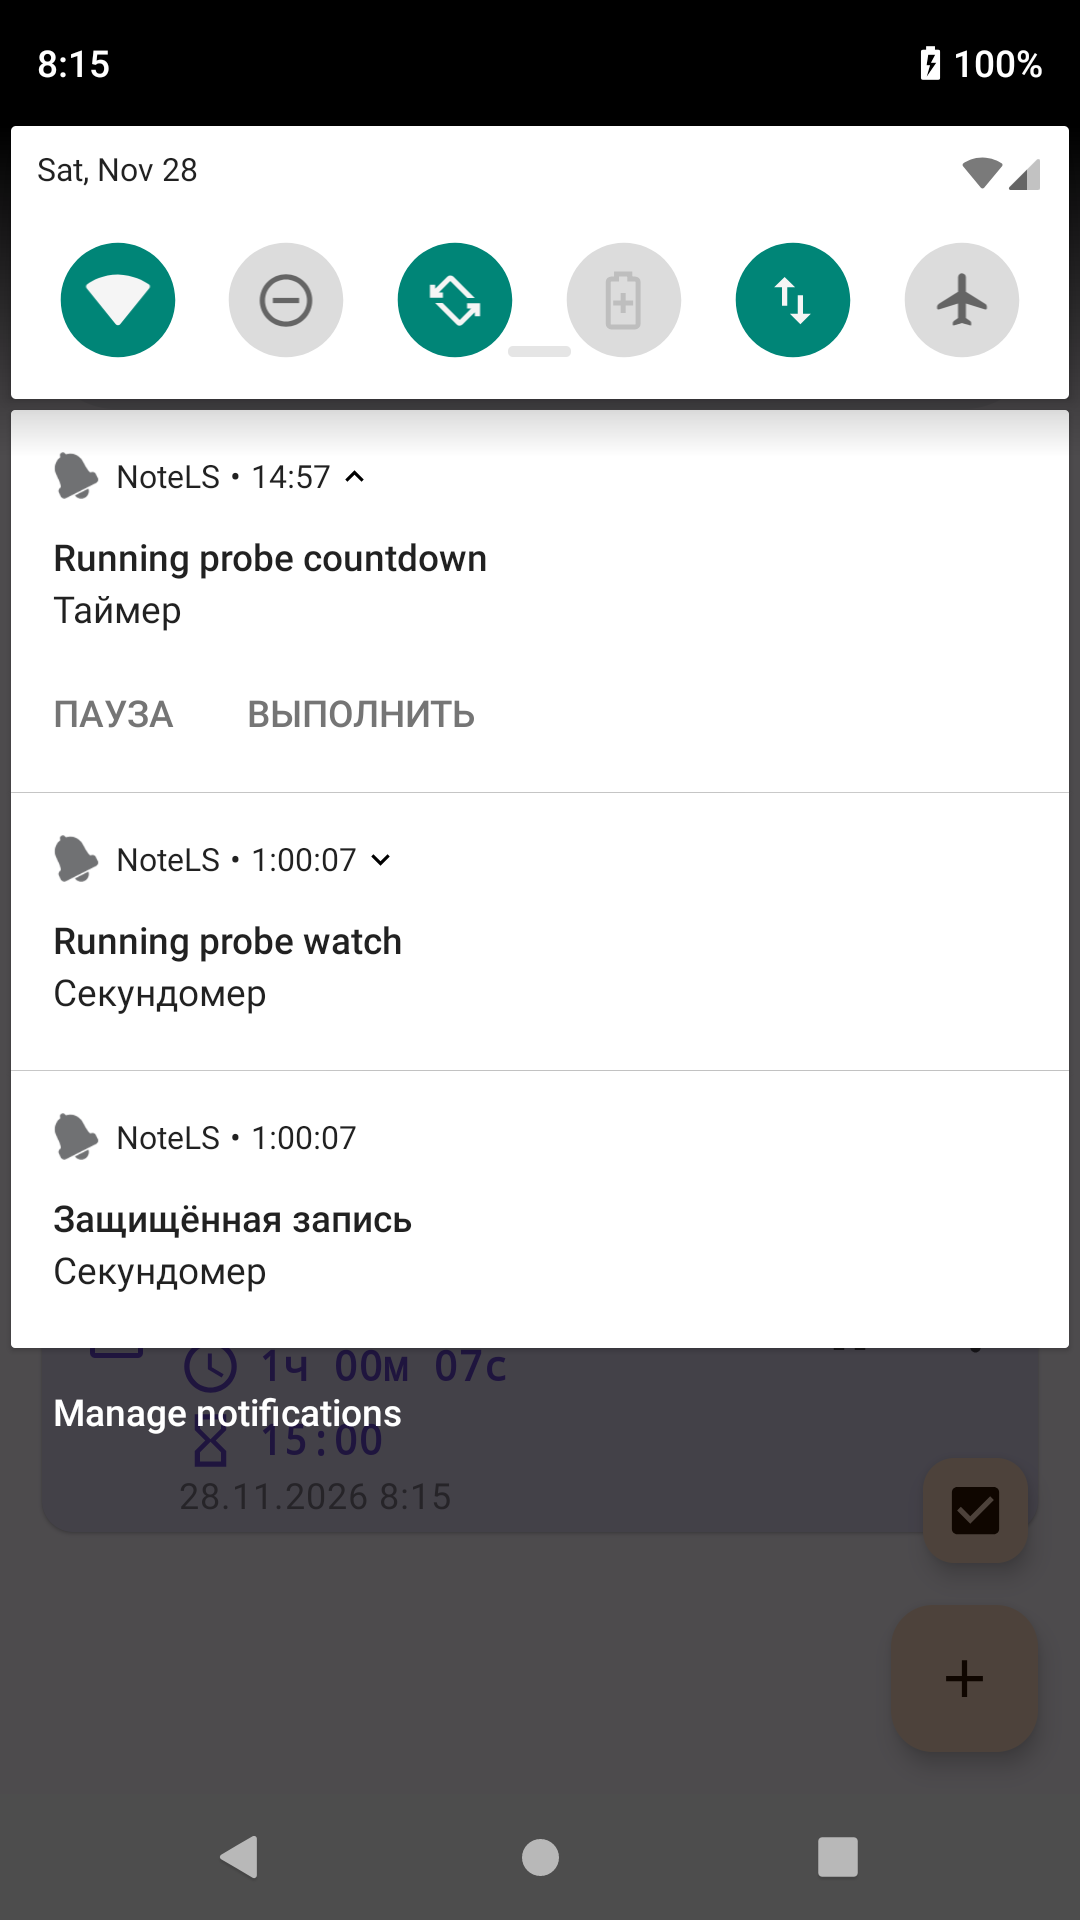 8:15
100%
Sat, Nov 28
NoteLS • 14:57
Running probe countdown
Таймер
ПАУЗА ВЫПОЛНИТЬ
NoteLS • 1:00:07
Running probe watch
Секундомер
NoteLS • 1:00:07
Защищённая запись
Секундомер
1ч 00м 07с
Manage notifications
15:00
28.11.2026 8:15